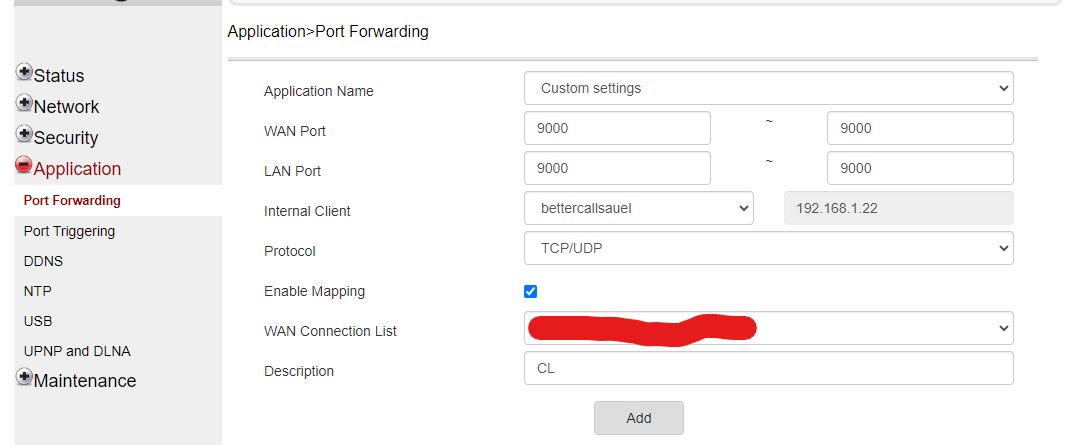 Application>Port Forwarding
Status
Network
Security
Application
Port Forwarding
Port Triggering
DDNS
NTP
USB
UPNP and DLNA
Maintenance
Application Name Custom settings
WAN Port 9000 ~ 9000
LAN Port 9000 ~ 9000
Internal Client bettercallsauel 192.168.1.22
Protocol TCP/UDP
Enable Mapping
WAN Connection List
Description CL
Add